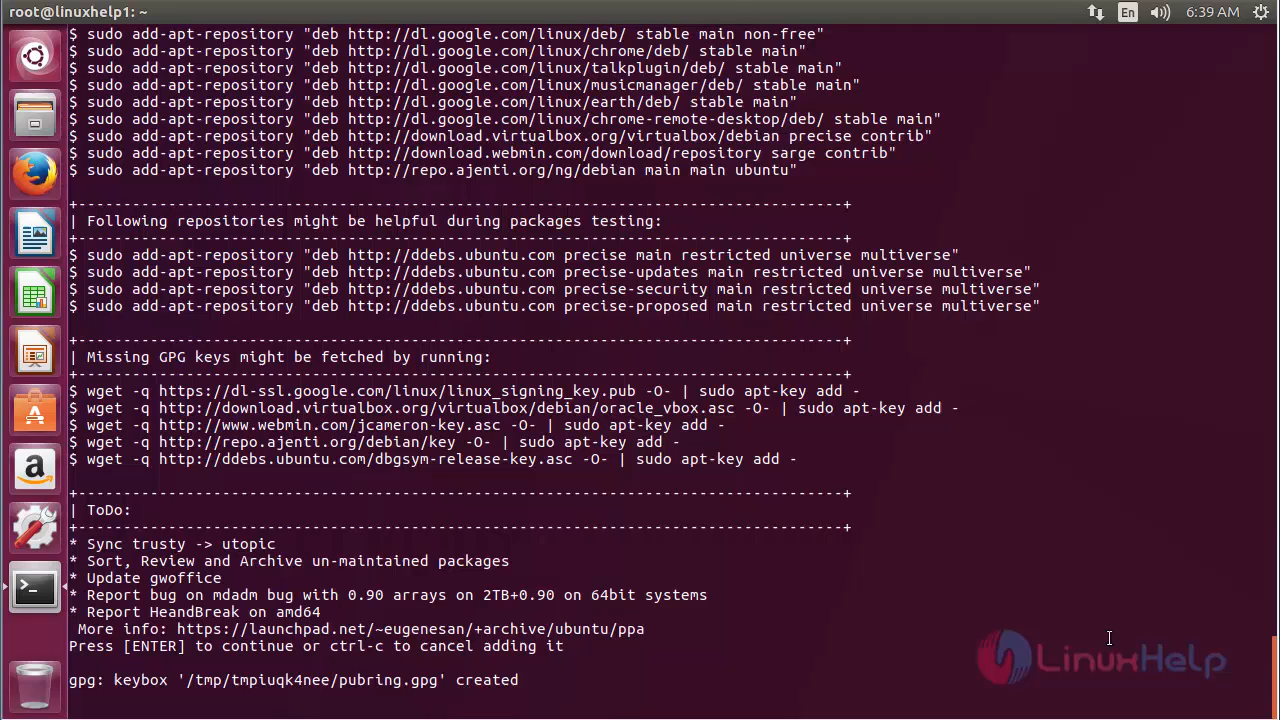 root@linuxhelp1: ~
En
6:39 AM
$ sudo add-apt-repository "deb http://dl.google.com/linux/deb/ stable main non-free"
$ sudo add-apt-repository "deb http://dl.google.com/linux/chrome/deb/ stable main"
$ sudo add-apt-repository "deb http://dl.google.com/linux/talkplugin/deb/ stable main"
$ sudo add-apt-repository "deb http://dl.google.com/linux/musicmanager/deb/ stable main"
$ sudo add-apt-repository "deb http://dl.google.com/linux/earth/deb/ stable main"
$ sudo add-apt-repository "deb http://dl.google.com/linux/chrome-remote-desktop/deb/ stable main"
$ sudo add-apt-repository "deb http://download.virtualbox.org/virtualbox/debian precise contrib"
$ sudo add-apt-repository "deb http://download.webmin.com/download/repository sarge contrib"
$ sudo add-apt-repository "deb http://repo.ajenti.org/ng/debian main main ubuntu"
+-------------------------------------------------------------------------------------+
| Following repositories might be helpful during packages testing:
+-------------------------------------------------------------------------------------+
$ sudo add-apt-repository "deb http://ddebs.ubuntu.com precise main restricted universe multiverse"
$ sudo add-apt-repository "deb http://ddebs.ubuntu.com precise-updates main restricted universe multiverse"
$ sudo add-apt-repository "deb http://ddebs.ubuntu.com precise-security main restricted universe multiverse"
$ sudo add-apt-repository "deb http://ddebs.ubuntu.com precise-proposed main restricted universe multiverse"
+-------------------------------------------------------------------------------------+
| Missing GPG keys might be fetched by running:
+-------------------------------------------------------------------------------------+
$ wget -q https://dl-ssl.google.com/linux/linux_signing_key.pub -O- | sudo apt-key add -
$ wget -q http://download.virtualbox.org/virtualbox/debian/oracle_vbox.asc -O- | sudo apt-key add -
$ wget -q http://www.webmin.com/jcameron-key.asc -O- | sudo apt-key add -
$ wget -q http://repo.ajenti.org/debian/key -O- | sudo apt-key add -
$ wget -q http://ddebs.ubuntu.com/dbgsym-release-key.asc -O- | sudo apt-key add -
+-------------------------------------------------------------------------------------+
| ToDo:
+-------------------------------------------------------------------------------------+
* Sync trusty -> utopic
* Sort, Review and Archive un-maintained packages
* Update gwoffice
* Report bug on mdadm bug with 0.90 arrays on 2TB+0.90 on 64bit systems
* Report HeandBreak on amd64
More info: https://launchpad.net/~eugenesan/+archive/ubuntu/ppa
Press [ENTER] to continue or ctrl-c to cancel adding it
gpg: keybox '/tmp/tmpiuqk4nee/pubring.gpg' created
LinuxHelp